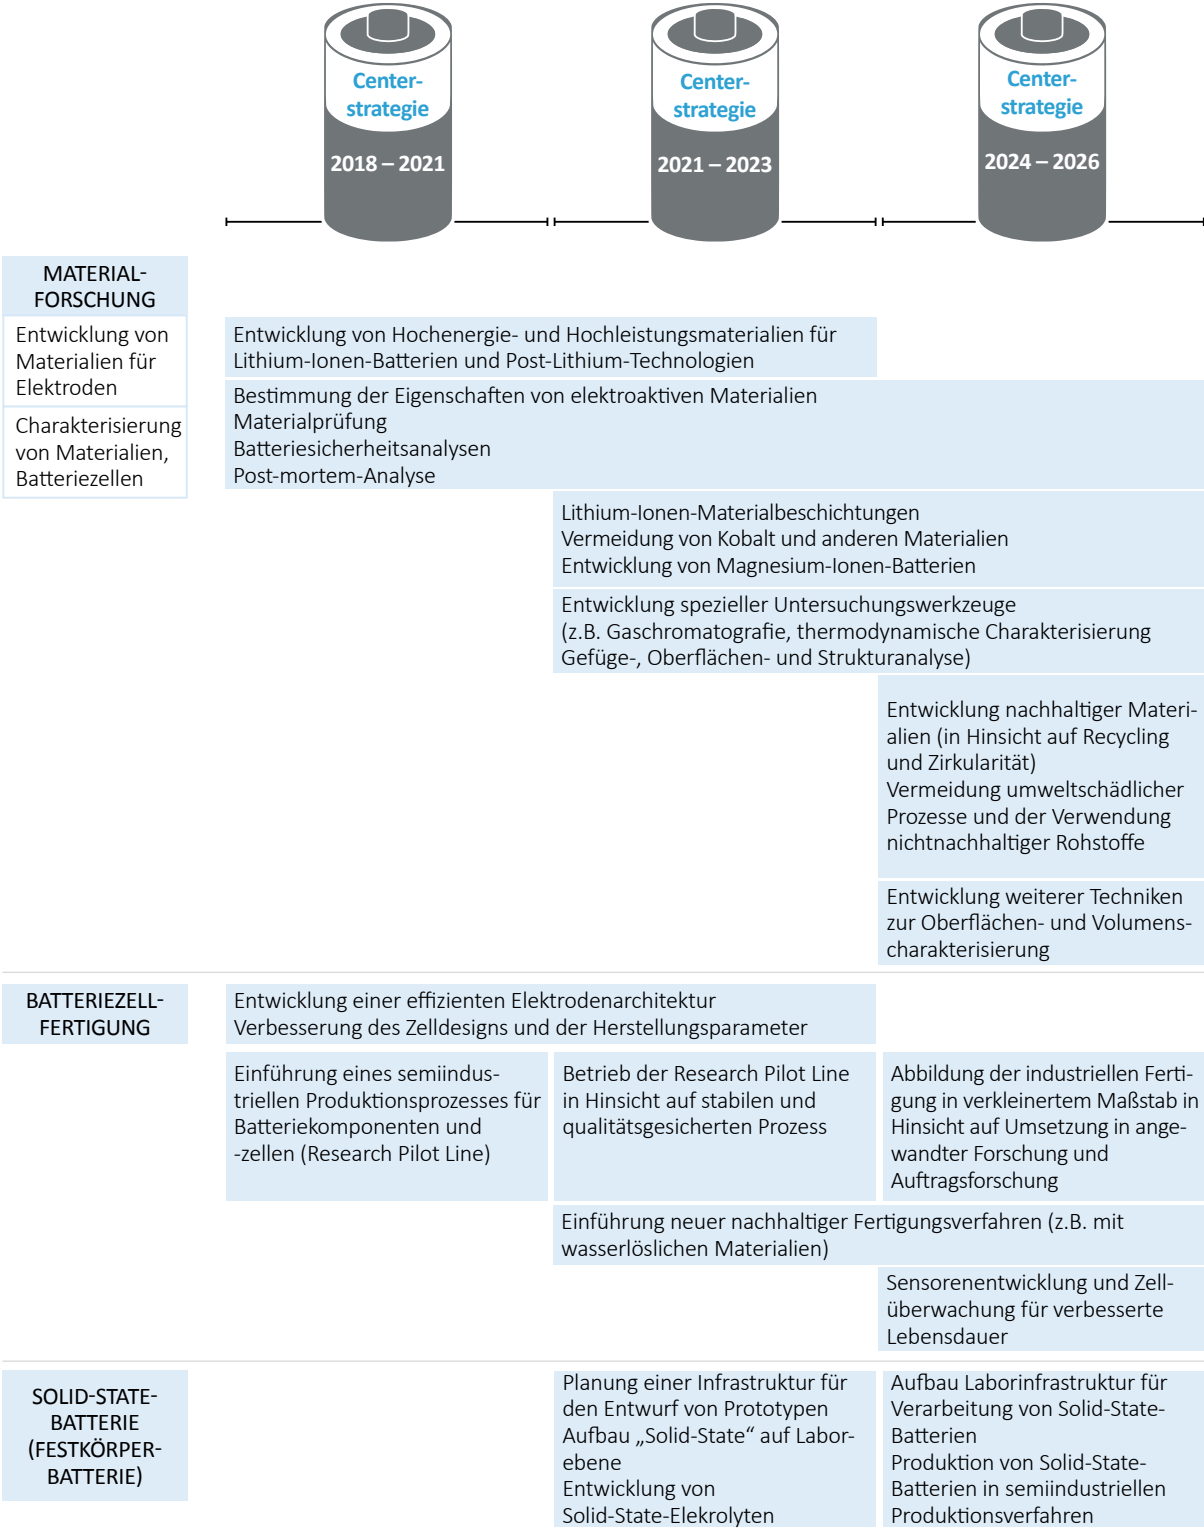 Center-
strategie
2018 – 2021
Center-
strategie
2021 – 2023
Center-
strategie
2024 – 2026
MATERIAL-
FORSCHUNG
Entwicklung von
Materialien für
Elektroden
Charakterisierung
von Materialien,
Batteriezellen
Entwicklung von Hochenergie- und Hochleistungsmaterialien für
Lithium-Ionen-Batterien und Post-Lithium-Technologien
Bestimmung der Eigenschaften von elektroaktiven Materialien
Materialprüfung
Batteriesicherheitsanalysen
Post-mortem-Analyse
Lithium-Ionen-Materialbeschichtungen
Vermeidung von Kobalt und anderen Materialien
Entwicklung von Magnesium-Ionen-Batterien
Entwicklung spezieller Untersuchungswerkzeuge
(z.B. Gaschromatografie, thermodynamische Charakterisierung
Gefüge-, Oberflächen- und Strukturanalyse)
Entwicklung nachhaltiger Materi-
alien (in Hinsicht auf Recycling
und Zirkularität)
Vermeidung umweltschädlicher
Prozesse und der Verwendung
nichtnachhaltiger Rohstoffe
Entwicklung weiterer Techniken
zur Oberflächen- und Volumens-
charakterisierung
BATTERIEZELL-
FERTIGUNG
Entwicklung einer effizienten Elektrodenarchitektur
Verbesserung des Zelldesigns und der Herstellungsparameter
Einführung eines semiindus-
triellen Produktionsprozesses für
Batteriekomponenten und
-zellen (Research Pilot Line)
Betrieb der Research Pilot Line
in Hinsicht auf stabilen und
qualitätsgesicherten Prozess
Abbildung der industriellen Ferti-
gung in verkleinertem Maßstab in
Hinsicht auf Umsetzung in ange-
wandter Forschung und
Auftragsforschung
Einführung neuer nachhaltiger Fertigungsverfahren (z.B. mit
wasserlöslichen Materialien)
Sensorenentwicklung und Zell-
überwachung für verbesserte
Lebensdauer
SOLID-STATE-
BATTERIE
(FESTKÖRPER-
BATTERIE)
Planung einer Infrastruktur für
den Entwurf von Prototypen
Aufbau „Solid-State“ auf Labor-
ebene
Entwicklung von
Solid-State-Elekrolyten
Aufbau Laborinfrastruktur für
Verarbeitung von Solid-State-
Batterien
Produktion von Solid-State-
Batterien in semiindustriellen
Produktionsverfahren